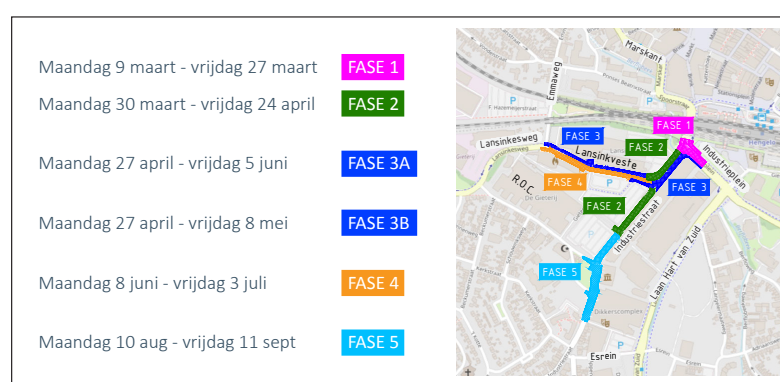 Maandag 9 maart - vrijdag 27 maart FASE 1
Maandag 30 maart - vrijdag 24 april FASE 2
Maandag 27 april - vrijdag 5 juni FASE 3A
Maandag 27 april - vrijdag 8 mei FASE 3B
Maandag 8 juni - vrijdag 3 juli FASE 4
Maandag 10 aug - vrijdag 11 sept FASE 5
Marskant
Emmaweg
P
Spoorstraat
FASE 1
Lansinkesweg
FASE 3
FASE 2
Lansinkveste
Industrieplein
FASE 4
R.O.C.
P
De Gieterij
FASE 3
FASE 2
Industriestraat
FASE 5
Laan Hart van Zuid
Dikkerscomplex
Esrein
P